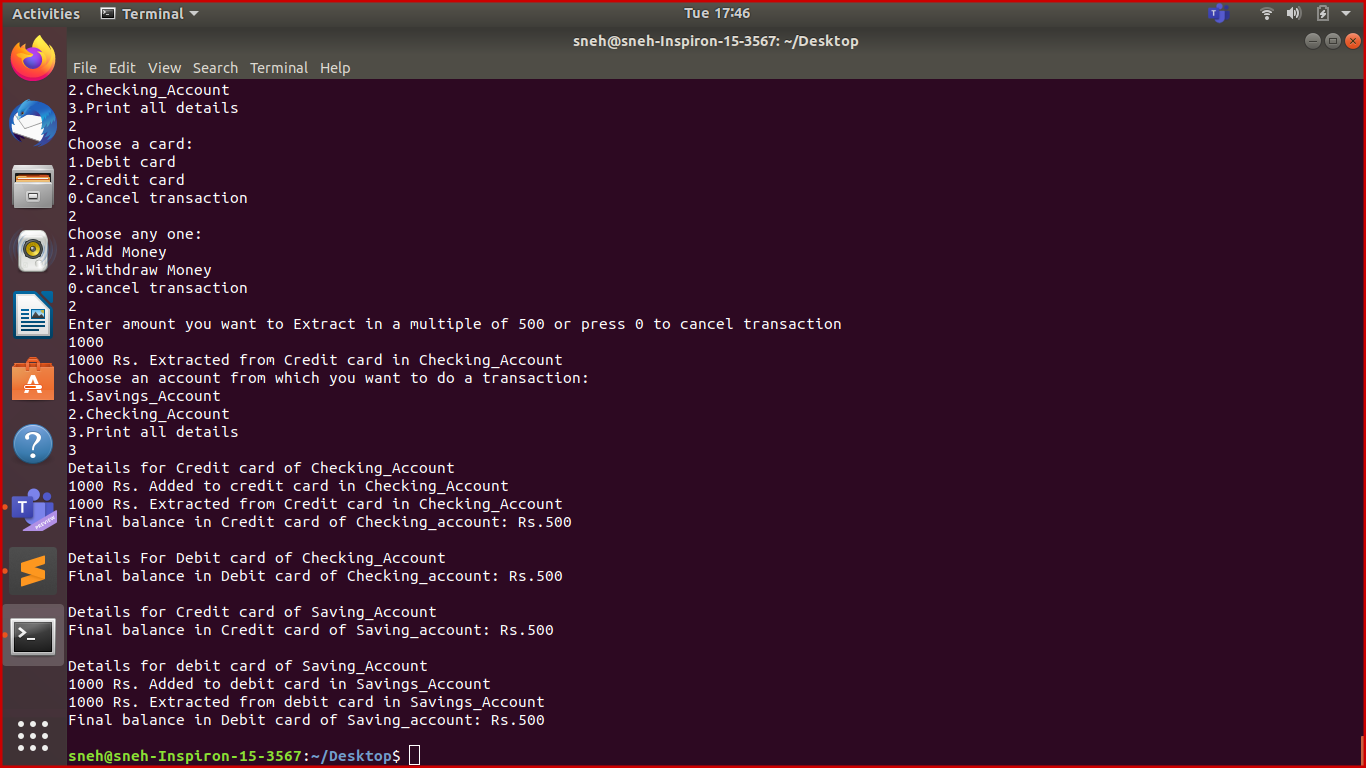 Activities Terminal Tue 17:46
sneh@sneh-Inspiron-15-3567: ~/Desktop
File Edit View Search Terminal Help
2.Checking_Account
3.Print all details
2
Choose a card:
1.Debit card
2.Credit card
0.Cancel transaction
2
Choose any one:
1.Add Money
2.Withdraw Money
0.cancel transaction
2
Enter amount you want to Extract in a multiple of 500 or press 0 to cancel transaction
1000
1000 Rs. Extracted from Credit card in Checking_Account
Choose an account from which you want to do a transaction:
1.Savings_Account
2.Checking_Account
3.Print all details
3
Details for Credit card of Checking_Account
1000 Rs. Added to credit card in Checking_Account
1000 Rs. Extracted from Credit card in Checking_Account
Final balance in Credit card of Checking_account: Rs.500
Details For Debit card of Checking_Account
Final balance in Debit card of Checking_account: Rs.500
Details for Credit card of Saving_Account
Final balance in Credit card of Saving_account: Rs.500
Details for debit card of Saving_Account
1000 Rs. Added to debit card in Savings_Account
1000 Rs. Extracted from debit card in Savings_Account
Final balance in Debit card of Saving_account: Rs.500
sneh@sneh-Inspiron-15-3567:~/Desktop$